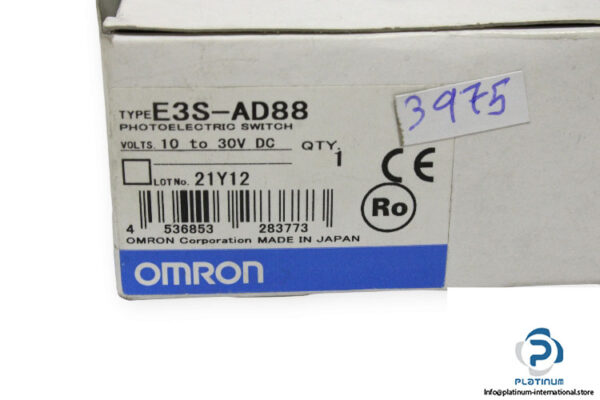 TYPE E3S-AD88
PHOTOELECTRIC SWITCH
VOLTS. 10 to 30V DC QTY.
1
LOT No. 21Y12
4 536853 283773
OMRON Corporation MADE IN JAPAN
OMRON
3975
CE
Ro
PLATINUM
Info@platinum-international.store